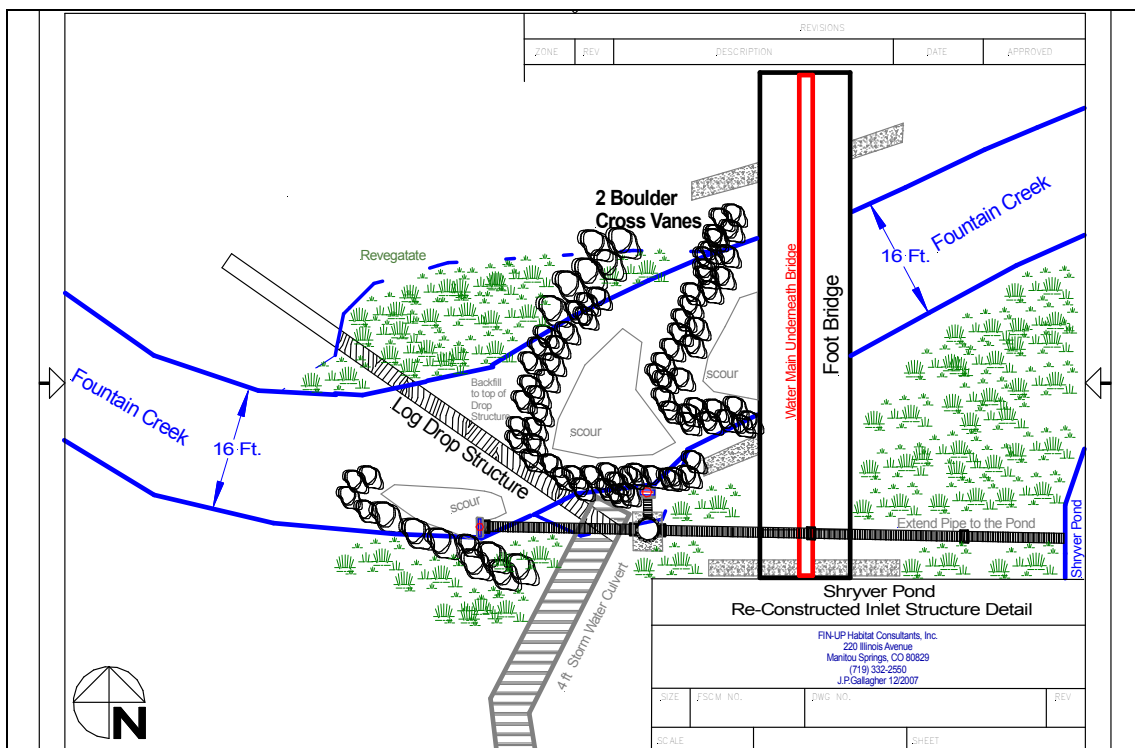 REVISIONS
ZONE
REV
DESCRIPTION
DATE
APPROVED
2 Boulder
Cross Vanes
Revegatate
Fountain Creek
16 Ft.
Water Main Underneath Bridge
Foot Bridge
scour
Fountain Creek
16 Ft.
Backfill
to top of
Drop
Structure
Log Drop Structure
scour
scour
Extend Pipe to the Pond
Shryver Pond
4 ft Storm Water Culvert
Shryver Pond
Re-Constructed Inlet Structure Detail
FIN-UP Habitat Consultants, Inc.
220 Illinois Avenue
Manitou Springs, CO 80829
(719) 332-2550
J.P.Gallagher 12/2007
SIZE
FSCM NO.
DWG NO.
REV
SCALE
SHEET
N